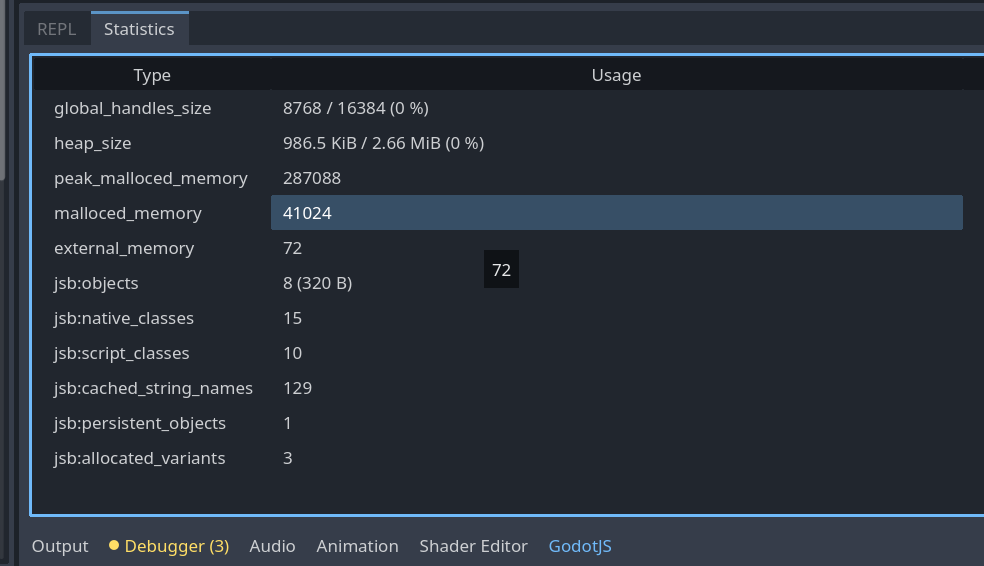 REPL Statistics
Type Usage
global_handles_size 8768 / 16384 (0 %)
heap_size 986.5 KiB / 2.66 MiB (0 %)
peak_malloced_memory 287088
malloced_memory 41024
external_memory 72
72
jsb:objects 8 (320 B)
jsb:native_classes 15
jsb:script_classes 10
jsb:cached_string_names 129
jsb:persistent_objects 1
jsb:allocated_variants 3
Output Debugger (3) Audio Animation Shader Editor GodotJS